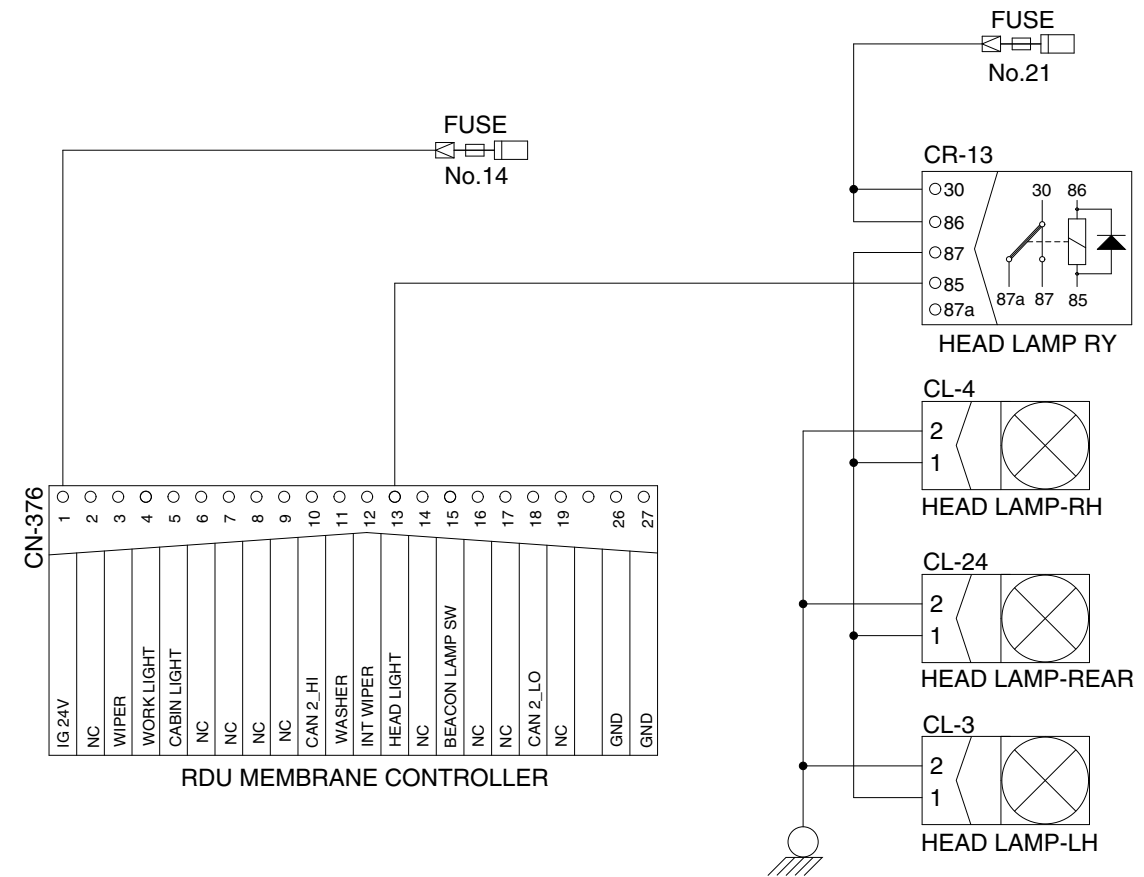 FUSE
No.21
FUSE
No.14
CR-13
30
86
87
85
87a
30 86
87a 87 85
HEAD LAMP RY
CL-4
2
1
HEAD LAMP-RH
CL-24
2
1
HEAD LAMP-REAR
CL-3
2
1
HEAD LAMP-LH
CN-376
1 2 3 4 5 6 7 8 9 10 11 12 13 14 15 16 17 18 19 26 27
IG 24V
NC
WIPER
WORK LIGHT
CABIN LIGHT
NC
NC
NC
NC
CAN 2_HI
WASHER
INT WIPER
HEAD LIGHT
NC
BEACON LAMP SW
NC
NC
CAN 2_LO
NC
GND
GND
RDU MEMBRANE CONTROLLER